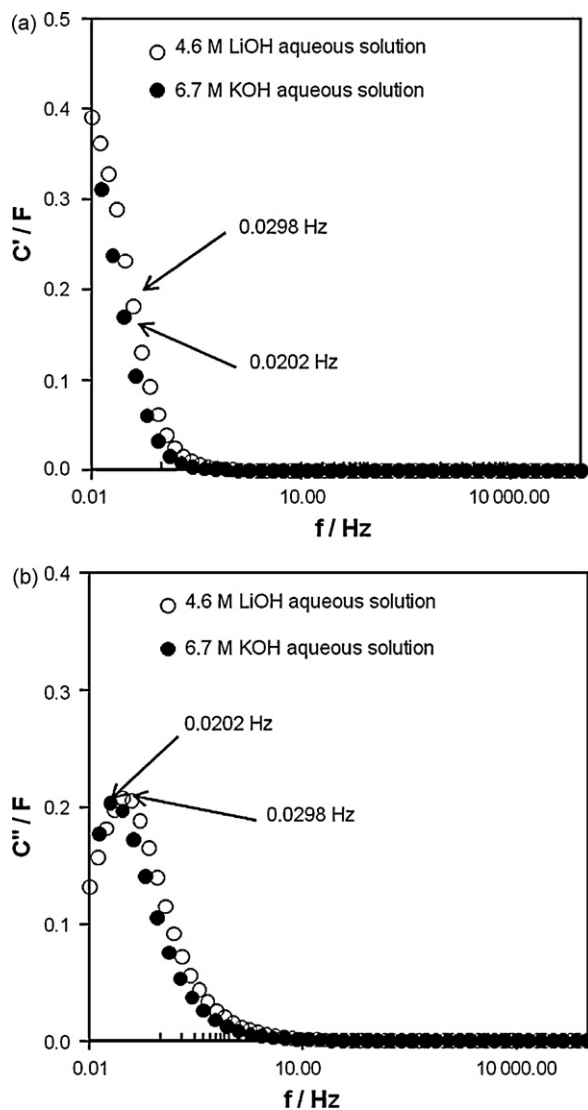 (a)
0.5
4.6 M LiOH aqueous solution
6.7 M KOH aqueous solution
0.4
0.3
0.0298 Hz
C' / F
0.2
0.0202 Hz
0.1
0.0
0.01 10.00 10 000.00
f / Hz
(b)
0.4
4.6 M LiOH aqueous solution
6.7 M KOH aqueous solution
0.3
0.0202 Hz
C'' / F
0.2
0.0298 Hz
0.1
0.0
0.01 10.00 10 000.00
f / Hz